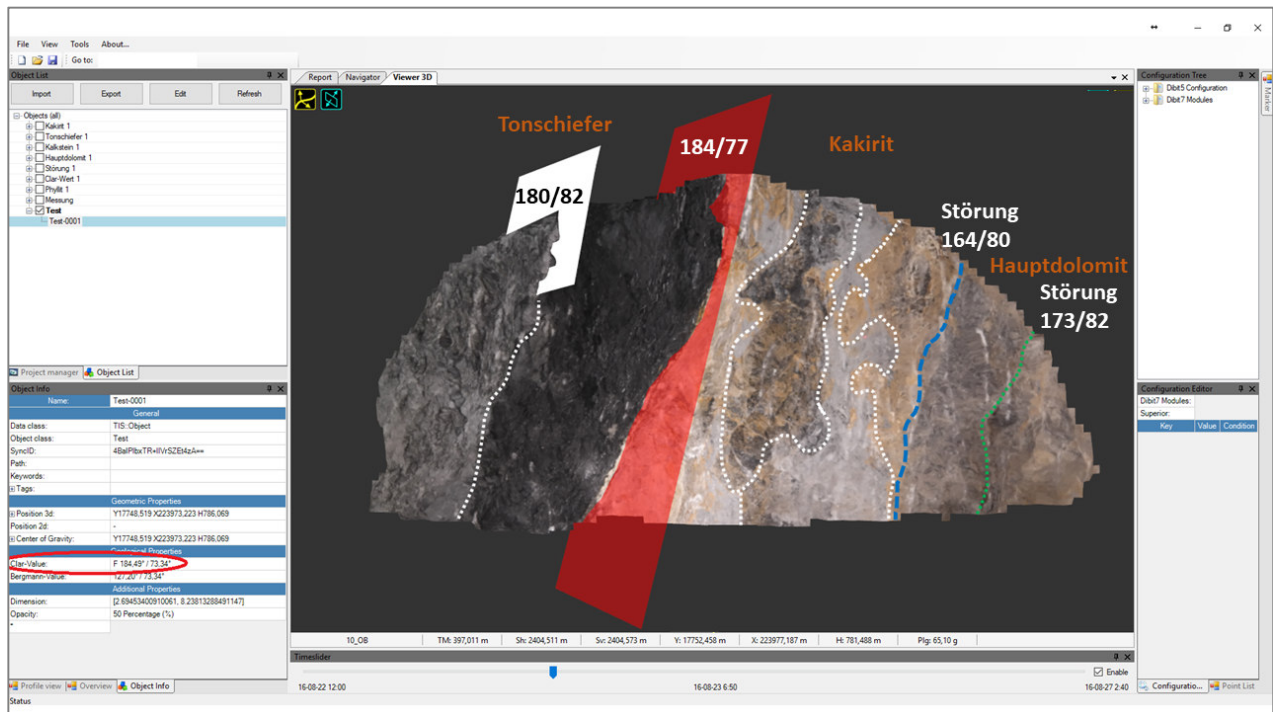 File View Tools About...
Go to:
Object List
Import Export Edit Refresh
Objects (all)
Kakirit 1
Tonschiefer 1
Kalkstein 1
Hauptdolomit 1
Störung 1
Clar-Wert 1
Phyllit 1
Messung
Test
Test-0001
Project manager Object List
Object Info
Name: Test-0001
General
Data class: TIS::Object
Object class: Test
SyncID:
Path:
Keywords:
Tags:
Geometric Properties
Position 3d: Y17748,519 X223973,223 H786,069
Position 2d: -
Center of Gravity: Y17748,519 X223973,223 H786,069
Geological Properties
Clar-Value: F 184,49° / 73,34°
Bergmann-Value: 127,20° / 73,34°
Additional Properties
Dimension: [2.69453400910061, 8.23813288491147]
Opacity: 50 Percentage (%)
*
Profile view Overview Object Info
Status
Report Navigator Viewer 3D
Tonschiefer
184/77
Kakirit
180/82
Störung
164/80
Hauptdolomit
Störung
173/82
10_OB TM: 397,011 m Sh: 2404,511 m Sv: 2404,573 m Y: 17752,458 m X: 223977,187 m H: 781,488 m Plg: 65,10 g
Timeslider
Enable
16-08-22 12:00 16-08-23 6:50 16-08-27 2:40
Configuration Tree
Dibit5 Configuration
Dibit7 Modules
Marker
Configuration Editor
Dibit7 Modules:
Superior:
Key Value Condition
Configuratio... Point List